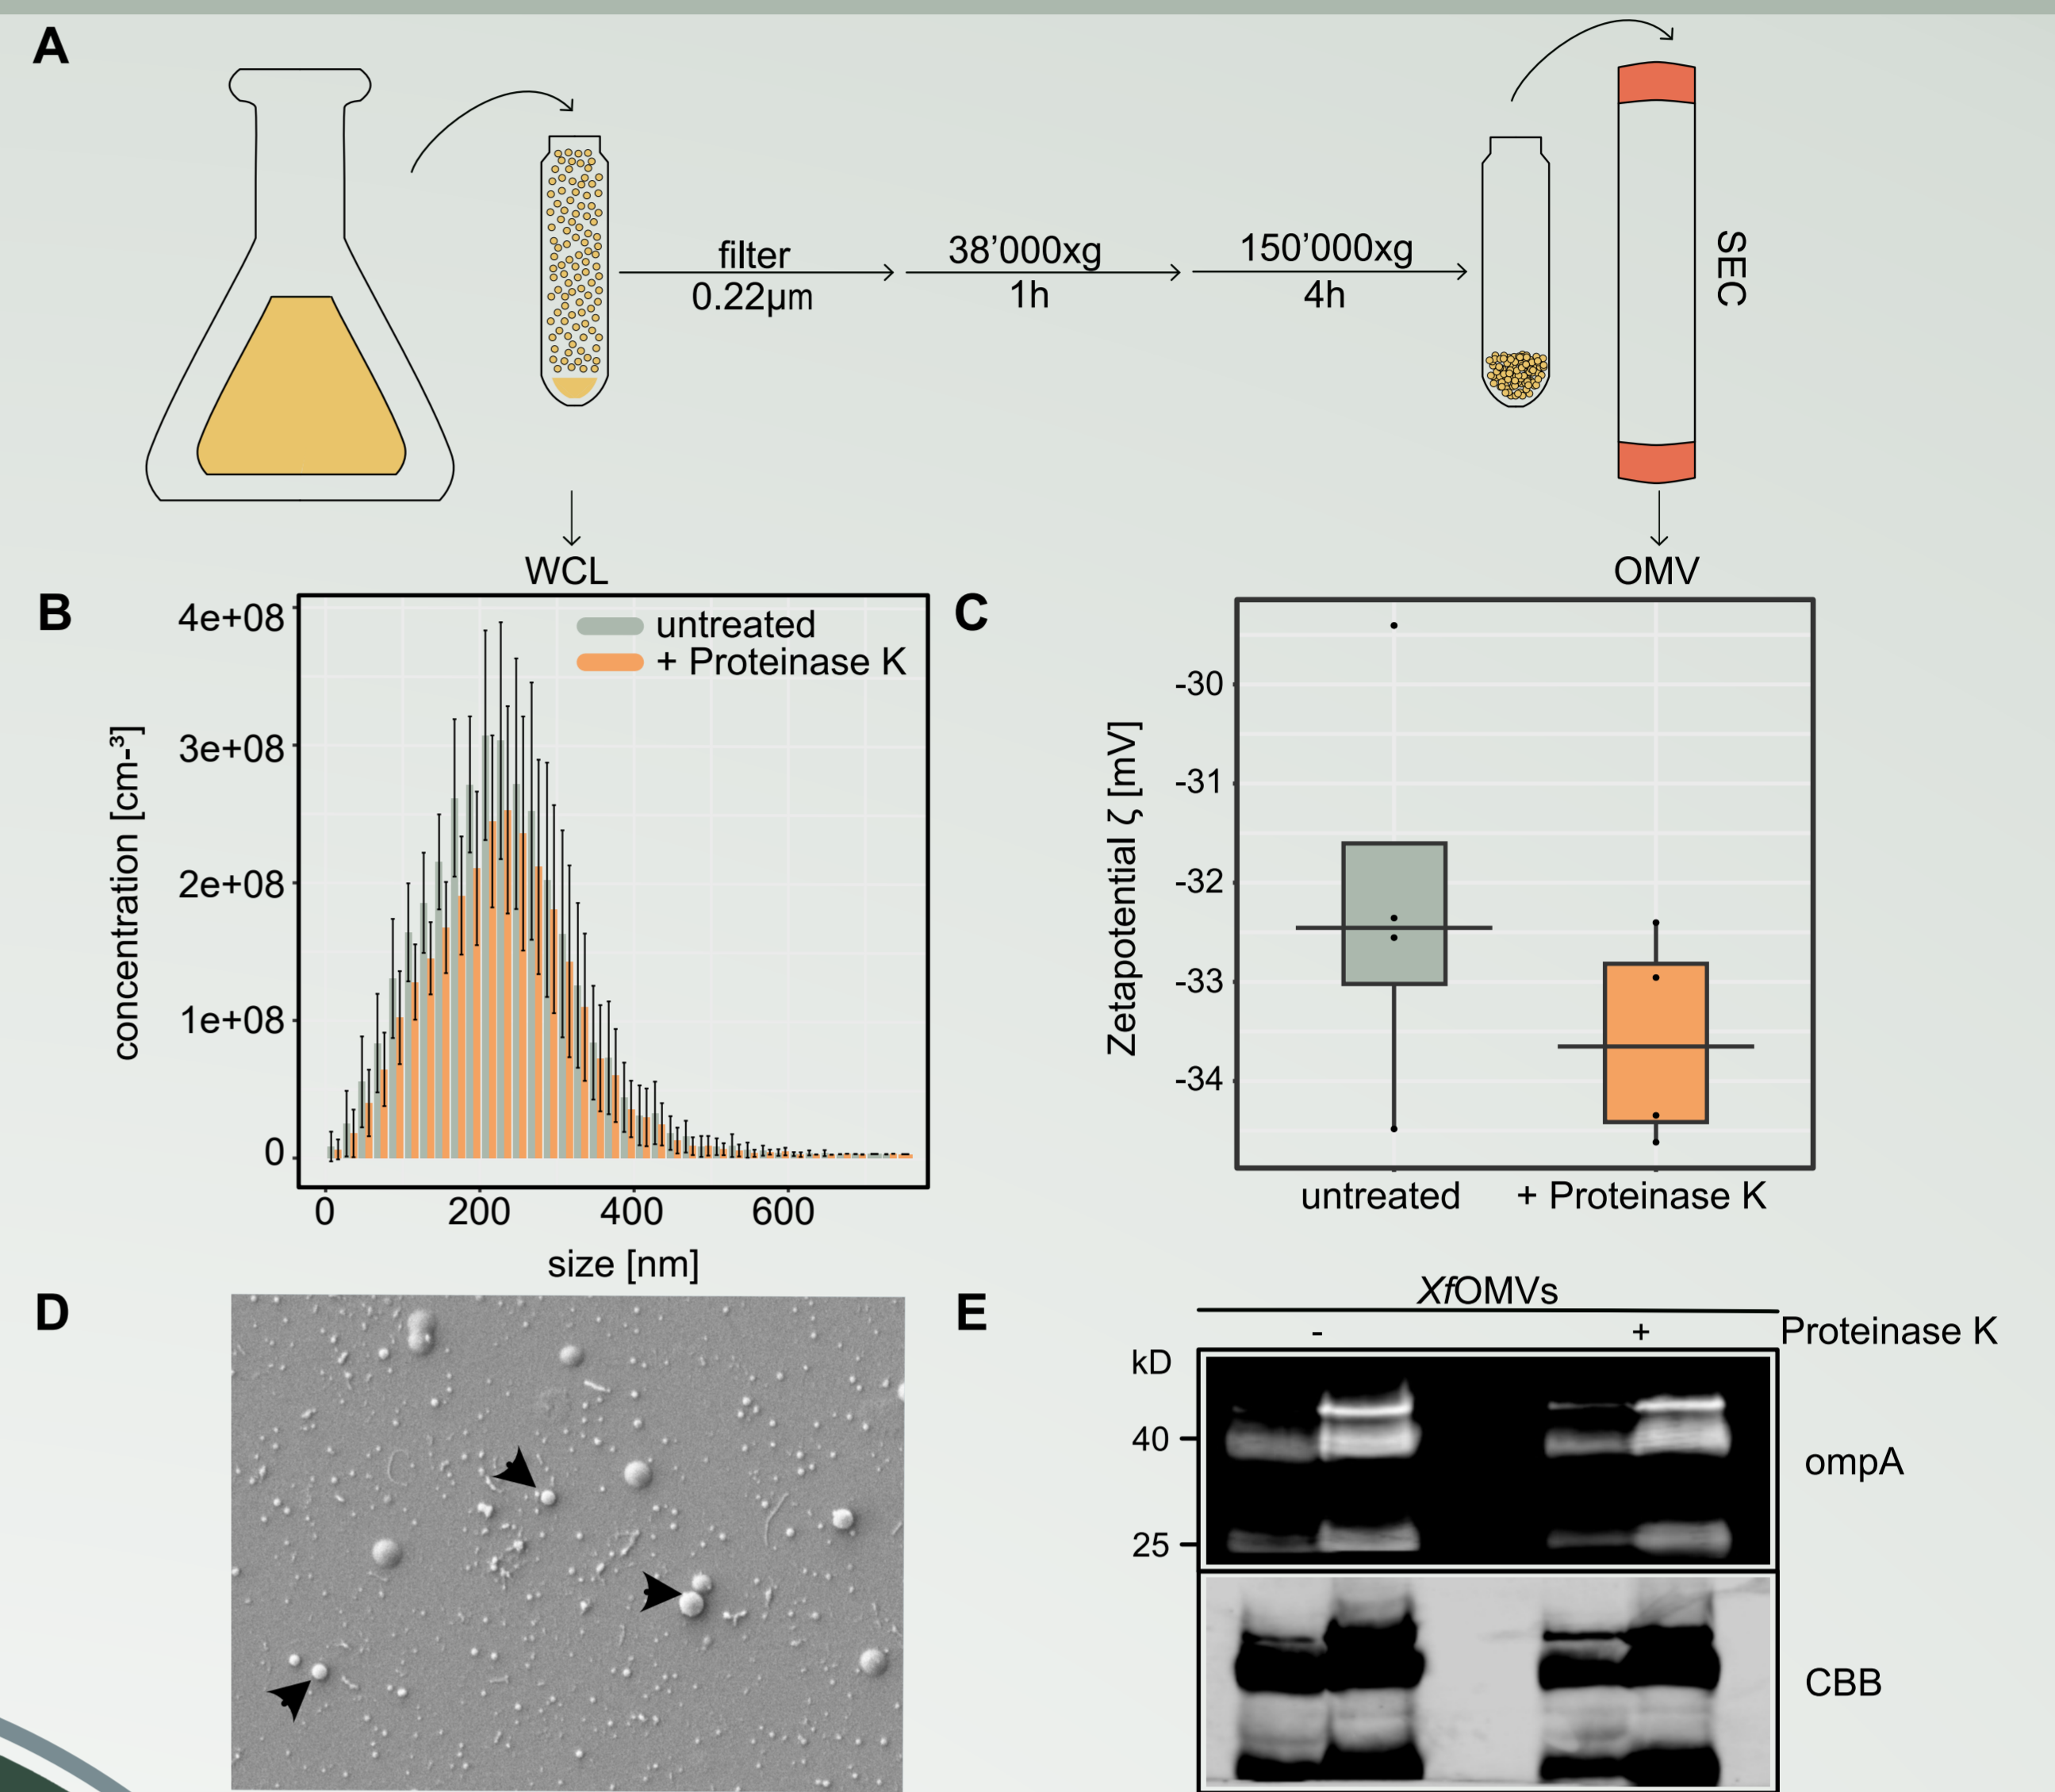 A
filter
0.22µm
38’000xg
1h
150’000xg
4h
SEC
WCL
OMV
B
4e+08
3e+08
2e+08
1e+08
0
concentration [cm-³]
untreated
+ Proteinase K
0 200 400 600
size [nm]
C
-30
-31
-32
-33
-34
Zetapotential ζ [mV]
untreated
+ Proteinase K
D
E
XfOMVs
- + Proteinase K
kD
40
25
ompA
CBB